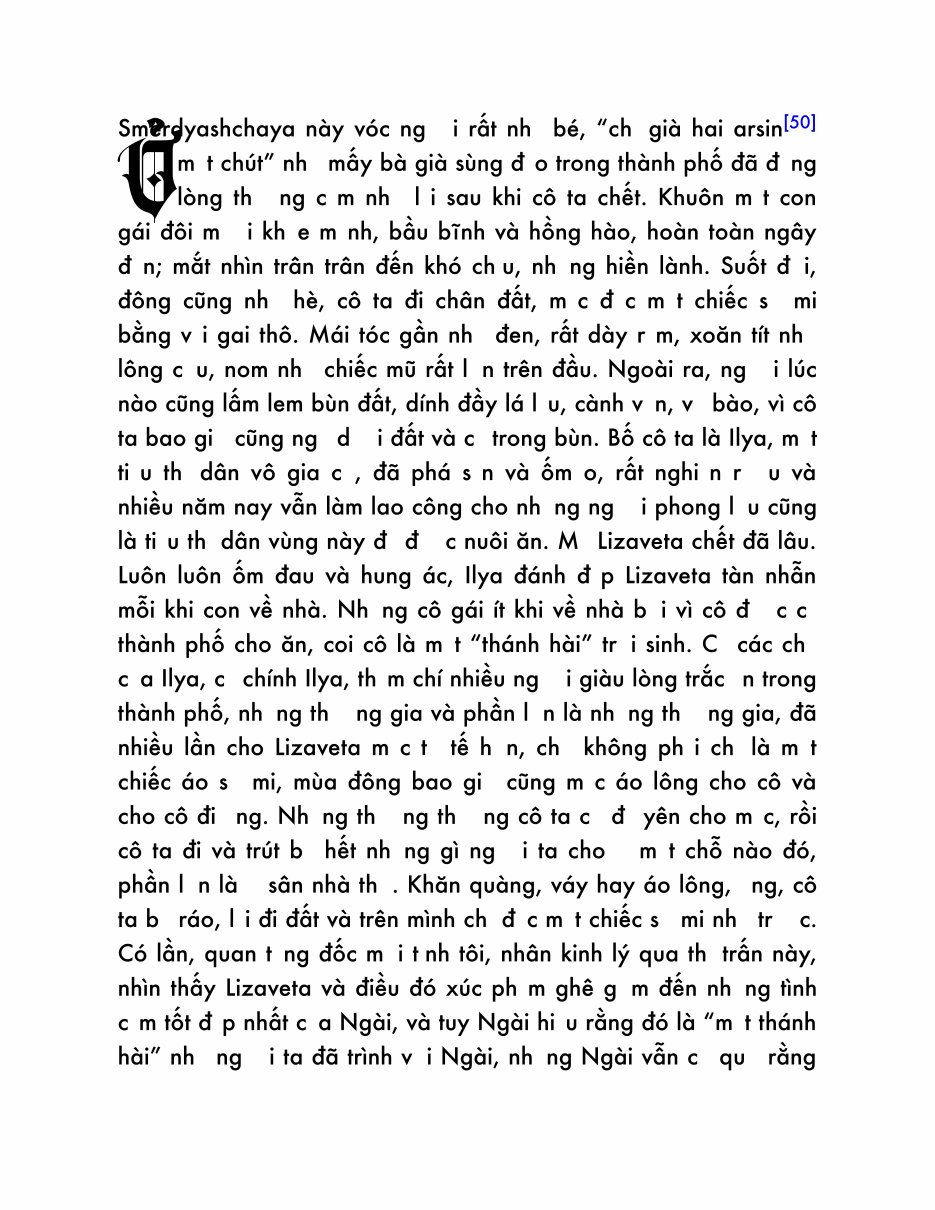 Ả Smerdyashchaya này vóc ng i rất nh bé, “ch già hai arsin[50]
m t chút” nh mấy bà già sùng đ o trong thành phố đã đ ng
lòng th ng c m nh l i sau khi cô ta chết. Khuôn m t con
gái đôi m i kh e m nh, bầu bĩnh và hồng hào, hoàn toàn ngây
đ n; mắt nhìn trân trân đến khó ch u, nh ng hiền lành. Suốt đ i,
đông cũng nh hè, cô ta đi chân đất, m c đ c m t chiếc s mi
bằng v i gai thô. Mái tóc gần nh đen, rất dày r m, xoăn tít nh
lông c u, nom nh chiếc mũ rất l n trên đầu. Ngoài ra, ng i lúc
nào cũng lấm lem bùn đất, dính đầy lá l u, cành v n, v bào, vì cô
ta bao gi cũng ng d i đất và c trong bùn. Bố cô ta là Ilya, m t
ti u th dân vô gia c , đã phá s n và ốm o, rất nghi n r u và
nhiều năm nay vẫn làm lao công cho nh ng ng i phong l u cũng
là ti u th dân vùng này đ đ c nuôi ăn. M Lizaveta chết đã lâu.
Luôn luôn ốm đau và hung ác, Ilya đánh đ p Lizaveta tàn nhẫn
mỗi khi con về nhà. Nh ng cô gái ít khi về nhà b i vì cô đ c c
thành phố cho ăn, coi cô là m t “thánh hài” tr i sinh. C các ch
c a Ilya, c chính Ilya, th m chí nhiều ng i giàu lòng trắc n trong
thành phố, nh ng th ng gia và phần l n là nh ng th ng gia, đã
nhiều lần cho Lizaveta m c t tế h n, ch không ph i ch là m t
chiếc áo s mi, mùa đông bao gi cũng m c áo lông cho cô và
cho cô đi ng. Nh ng th ng th ng cô ta c đ yên cho m c, rồi
cô ta đi và trút b hết nh ng gì ng i ta cho m t chỗ nào đó,
phần l n là sân nhà th . Khăn quàng, váy hay áo lông, ng, cô
ta b ráo, l i đi đất và trên mình ch đ c m t chiếc s mi nh tr c.
Có lần, quan t ng đốc m i t nh tôi, nhân kinh lý qua th trấn này,
nhìn thấy Lizaveta và điều đó xúc ph m ghê g m đến nh ng tình
c m tốt đ p nhất c a Ngài, và tuy Ngài hi u rằng đó là “m t thánh
hài” nh ng i ta đã trình v i Ngài, nh ng Ngài vẫn c qu rằng